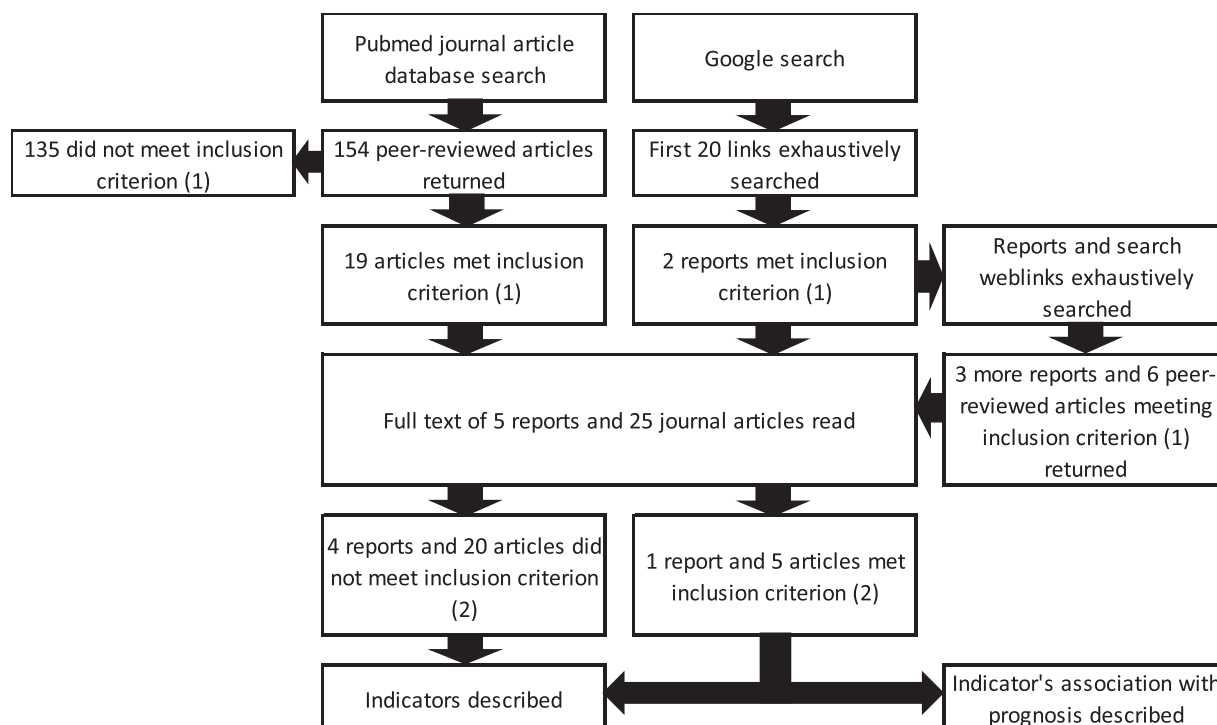 Pubmed journal article
database search
Google search
135 did not meet inclusion
criterion (1)
154 peer-reviewed articles
returned
First 20 links exhaustively
searched
19 articles met inclusion
criterion (1)
2 reports met inclusion
criterion (1)
Reports and search
weblinks exhaustively
searched
Full text of 5 reports and 25 journal articles read
3 more reports and 6 peer-
reviewed articles meeting
inclusion criterion (1)
returned
4 reports and 20 articles did
not meet inclusion criterion
(2)
1 report and 5 articles met
inclusion criterion (2)
Indicators described
Indicator's association with
prognosis described